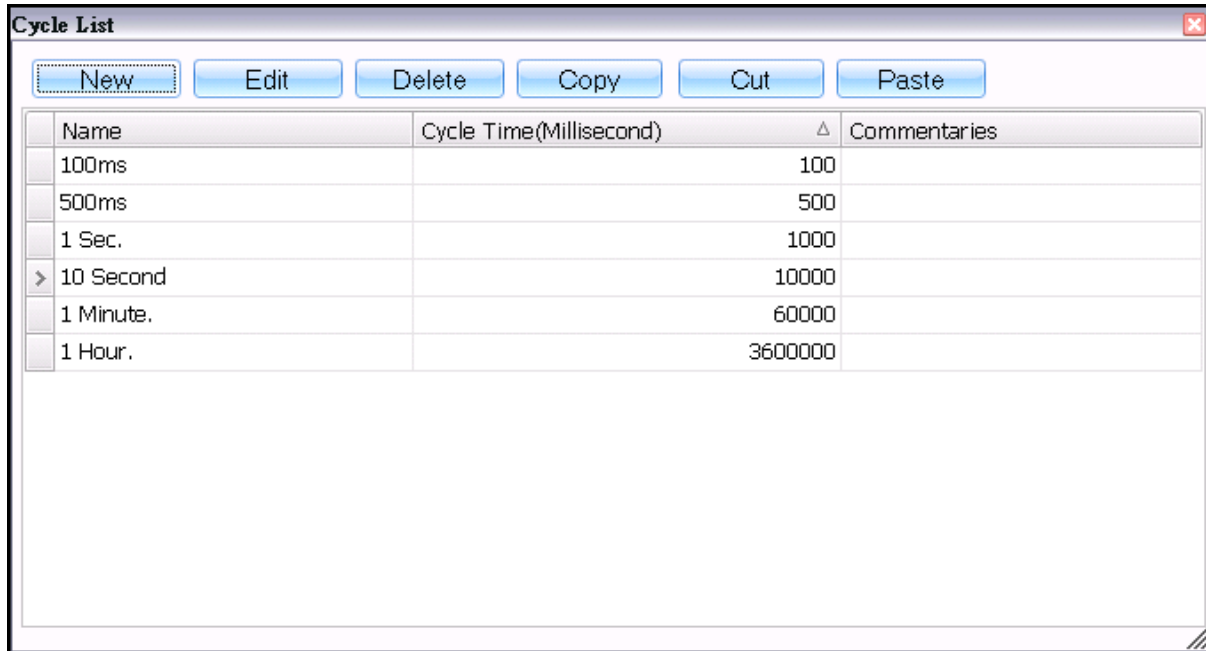 Cycle List
New Edit Delete Copy Cut Paste
Name Cycle Time(Millisecond) Commentaries
100ms 100
500ms 500
1 Sec. 1000
10 Second 10000
1 Minute. 60000
1 Hour. 3600000